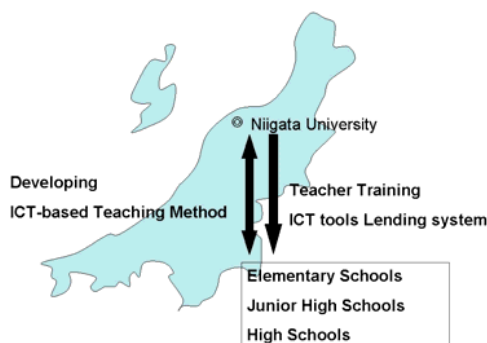 Niigata University
Developing
ICT-based Teaching Method
Teacher Training
ICT tools Lending system
Elementary Schools
Junior High Schools
High Schools